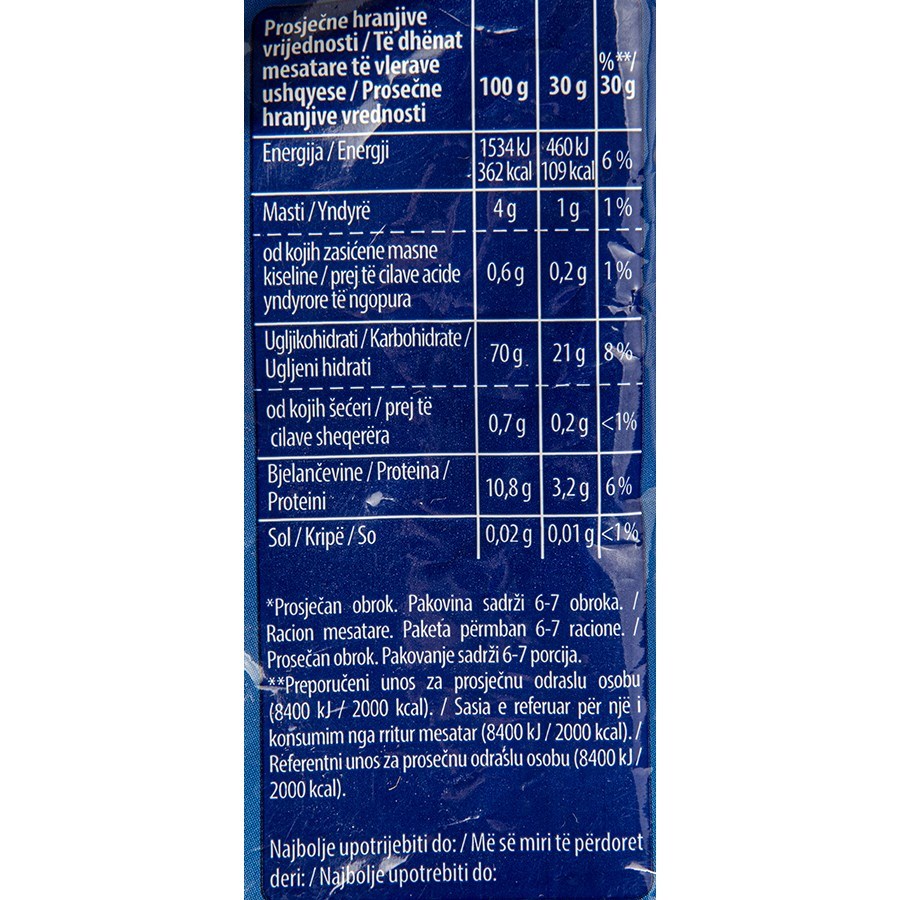 Prosječne hranjive
vrijednosti / Të dhënat
mesatare të vlerave
ushqyese / Prosečne
hranjive vrednosti
100 g 30 g %**/
30 g
Energija / Energji 1534 kJ 460 kJ 6 %
362 kcal 109 kcal
Masti / Yndyrë 4 g 1 g 1 %
od kojih zasićene masne
kiseline / prej të cilave acide 0,6 g 0,2 g 1 %
yndyrore të ngopura
Ugljikohidrati / Karbohidrate / 70 g 21 g 8 %
Ugljeni hidrati
od kojih šećeri / prej të 0,7 g 0,2 g <1%
cilave sheqerëra
Bjelančevine / Proteina / 10,8 g 3,2 g 6 %
Proteini
Sol / Kripë / So 0,02 g 0,01 g <1%
*Prosječan obrok. Pakovina sadrži 6-7 obroka. /
Racion mesatare. Paketa përmban 6-7 racione. /
Prosečan obrok. Pakovanje sadrži 6-7 porcija.
**Preporučeni unos za prosječnu odraslu osobu
(8400 kJ / 2000 kcal). / Sasia e referuar për një i
konsumim nga rritur mesatar (8400 kJ / 2000 kcal). /
Referentni unos za prosečnu odraslu osobu (8400 kJ /
2000 kcal).
Najbolje upotrijebiti do: / Më së miri të përdoret
deri: / Najbolje upotrebiti do: